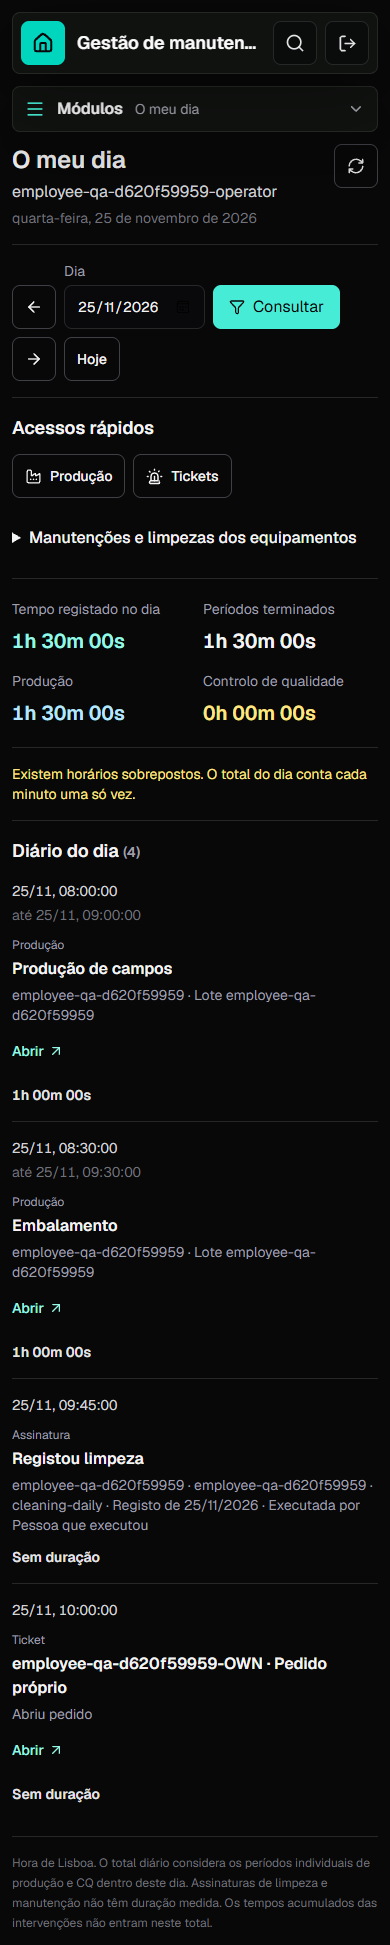 Gestão de manuten...
Módulos O meu dia
O meu dia
employee-qa-d620f59959-operator
quarta-feira, 25 de novembro de 2026
Dia
25/11/2026
Consultar
Hoje
Acessos rápidos
Produção
Tickets
Manutenções e limpezas dos equipamentos
Tempo registado no dia
1h 30m 00s
Períodos terminados
1h 30m 00s
Produção
1h 30m 00s
Controlo de qualidade
0h 00m 00s
Existem horários sobrepostos. O total do dia conta cada
minuto uma só vez.
Diário do dia (4)
25/11, 08:00:00
até 25/11, 09:00:00
Produção
Produção de campos
employee-qa-d620f59959 · Lote employee-qa-
d620f59959
Abrir
1h 00m 00s
25/11, 08:30:00
até 25/11, 09:30:00
Produção
Embalamento
employee-qa-d620f59959 · Lote employee-qa-
d620f59959
Abrir
1h 00m 00s
25/11, 09:45:00
Assinatura
Registou limpeza
employee-qa-d620f59959 · employee-qa-d620f59959 ·
cleaning-daily · Registo de 25/11/2026 · Executada por
Pessoa que executou
Sem duração
25/11, 10:00:00
Ticket
employee-qa-d620f59959-OWN · Pedido
próprio
Abriu pedido
Abrir
Sem duração
Hora de Lisboa. O total diário considera os períodos individuais de
produção e CQ dentro deste dia. Assinaturas de limpeza e
manutenção não têm duração medida. Os tempos acumulados das
intervenções não entram neste total.